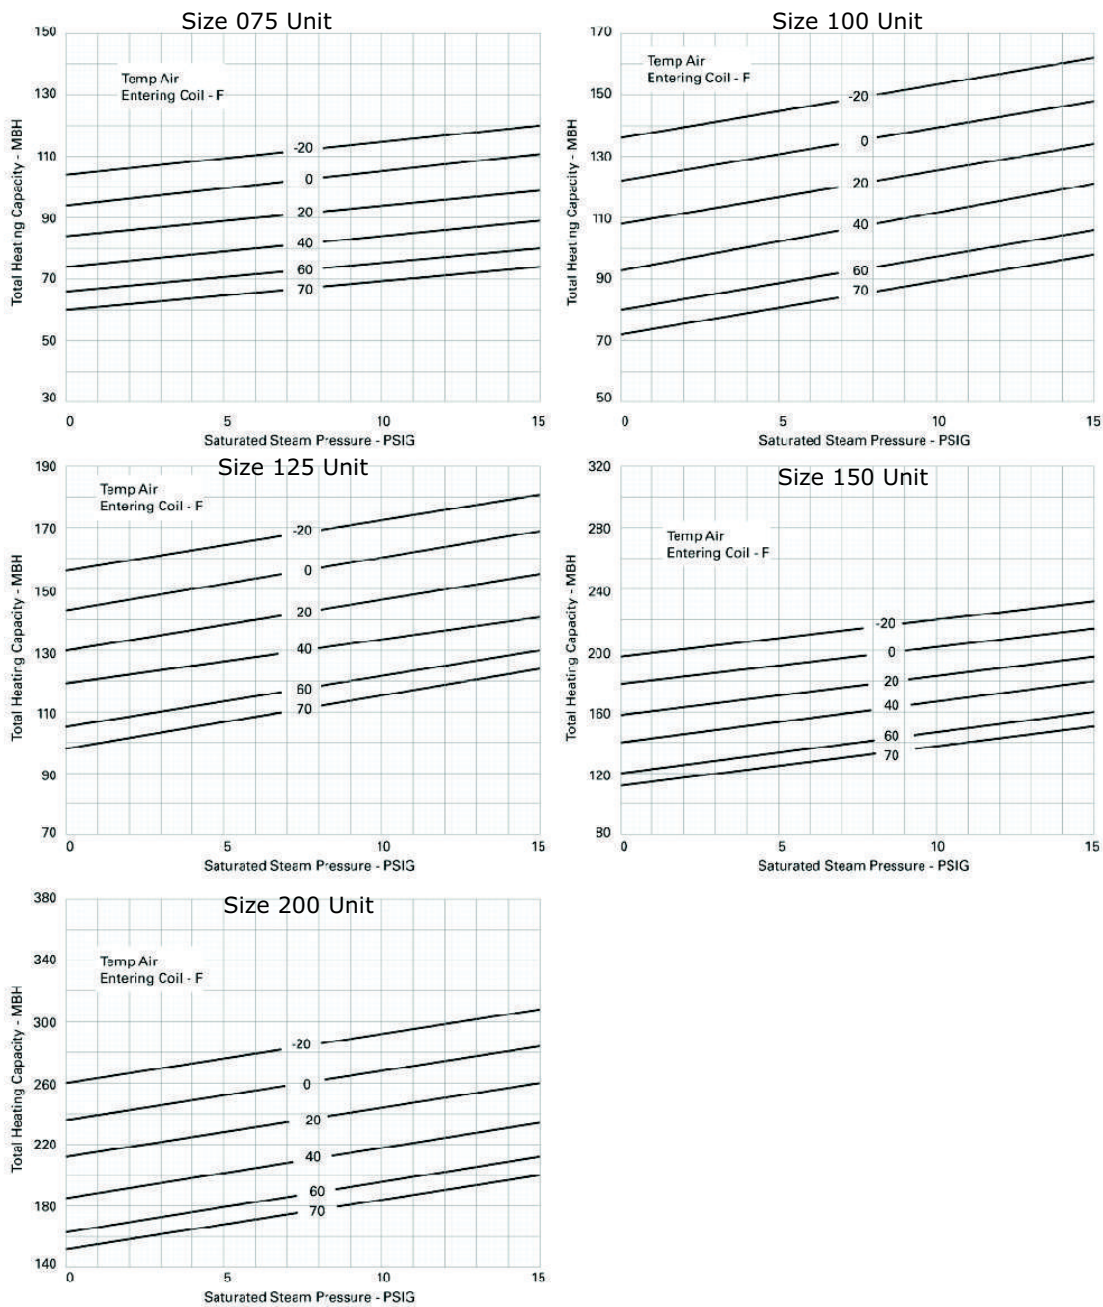 Size 075 Unit
150
130
110
90
70
50
30
Total Heating Capacity - MBH
Temp Air
Entering Coil - F
-20
0
20
40
60
70
0 5 10 15
Saturated Steam Pressure - PSIG
Size 100 Unit
170
150
130
110
90
70
50
Total Heating Capacity - MBH
Temp Air
Entering Coil - F
-20
0
20
40
60
70
0 5 10 15
Saturated Steam Pressure - PSIG
Size 125 Unit
190
170
150
130
110
90
70
Total Heating Capacity - MBH
Temp Air
Entering Coil - F
-20
0
20
40
60
70
0 5 10 15
Saturated Steam Pressure - PSIG
Size 150 Unit
320
280
240
200
160
120
80
Total Heating Capacity - MBH
Temp Air
Entering Coil - F
-20
0
20
40
60
70
0 5 10 15
Saturated Steam Pressure - PSIG
Size 200 Unit
380
340
300
260
220
180
140
Total Heating Capacity - MBH
Temp Air
Entering Coil - F
-20
0
20
40
60
70
0 5 10 15
Saturated Steam Pressure - PSIG